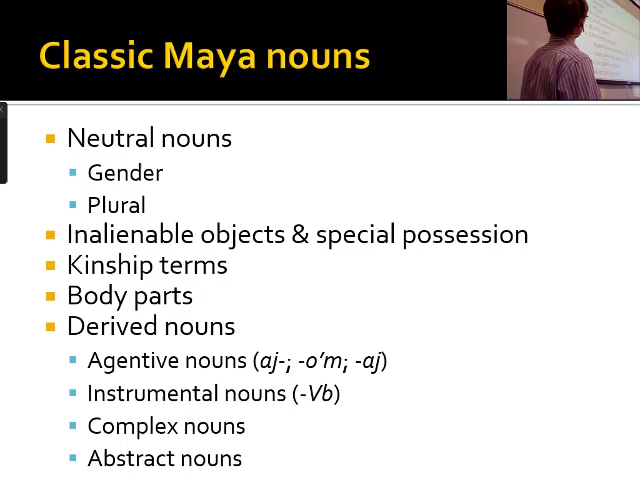 Classic Maya nouns
Neutral nouns
Gender
Plural
Inalienable objects & special possession
Kinship terms
Body parts
Derived nouns
Agentive nouns (aj-; -o’m; -aj)
Instrumental nouns (-Vb)
Complex nouns
Abstract nouns